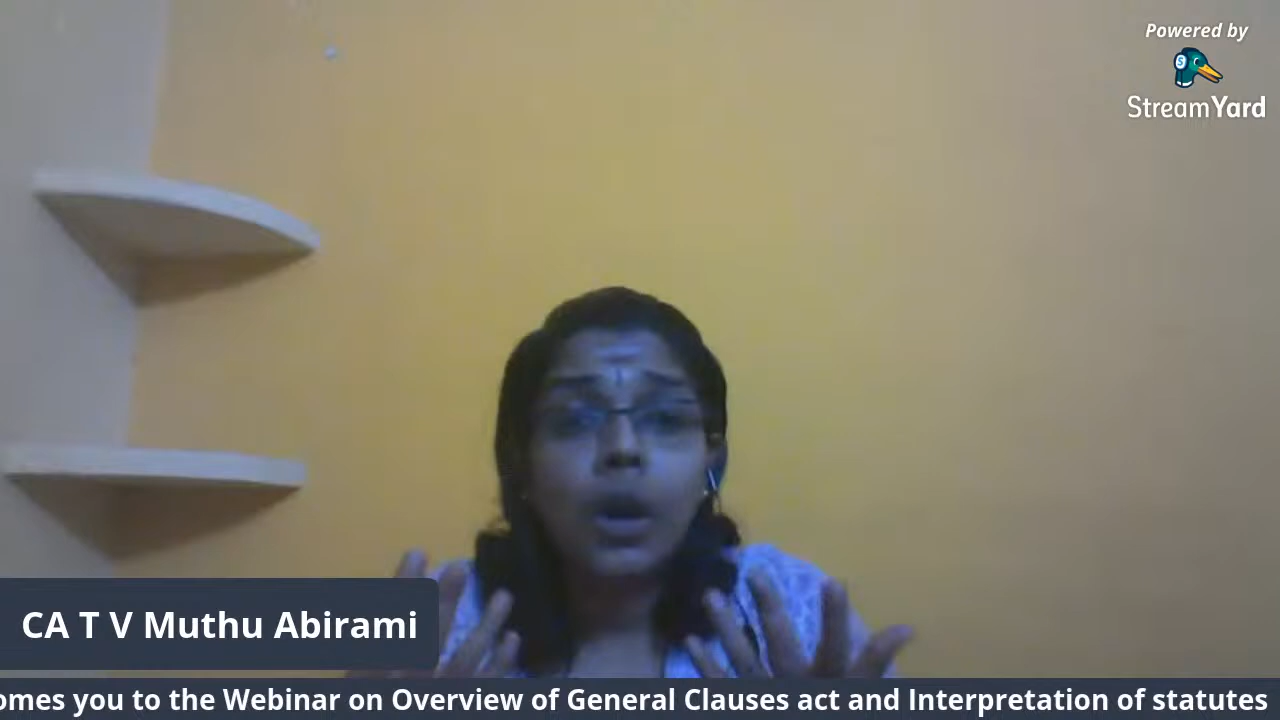 Powered by
StreamYard
CA T V Muthu Abirami
omes you to the Webinar on Overview of General Clauses act and Interpretation of statutes